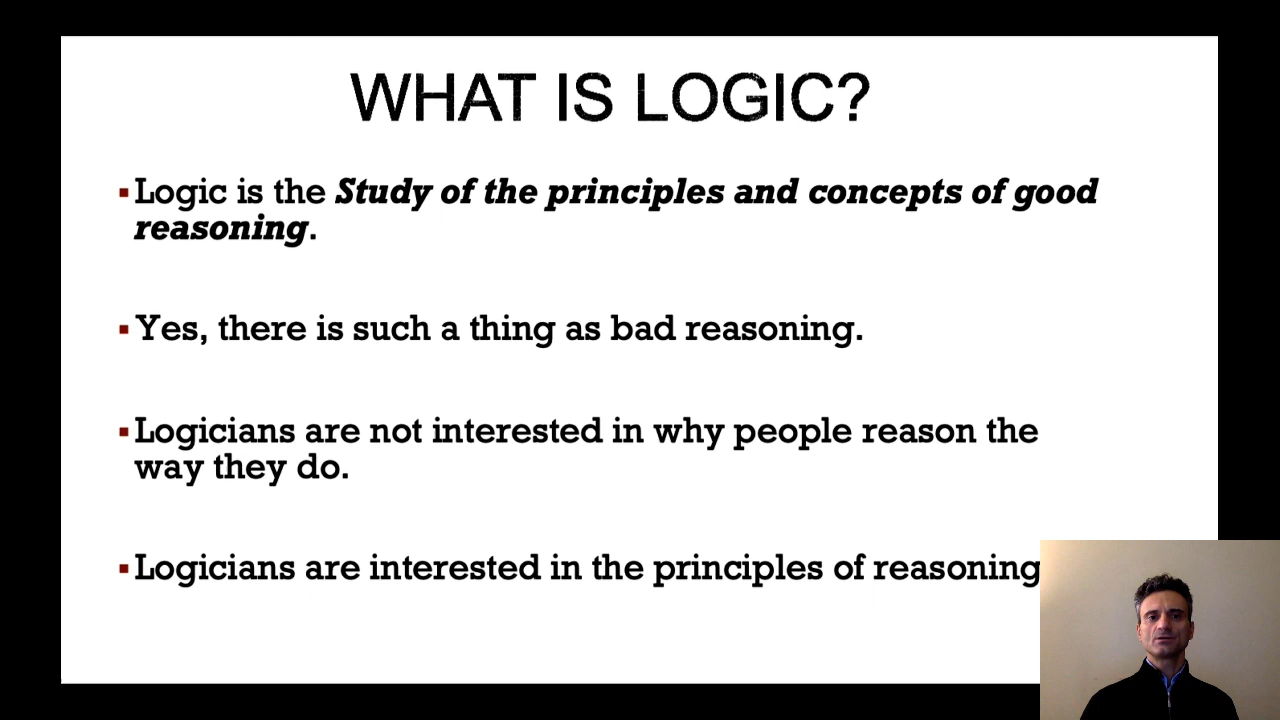 WHAT IS LOGIC?
▪Logic is the Study of the principles and concepts of good
reasoning.
▪Yes, there is such a thing as bad reasoning.
▪Logicians are not interested in why people reason the
way they do.
▪Logicians are interested in the principles of reasoning